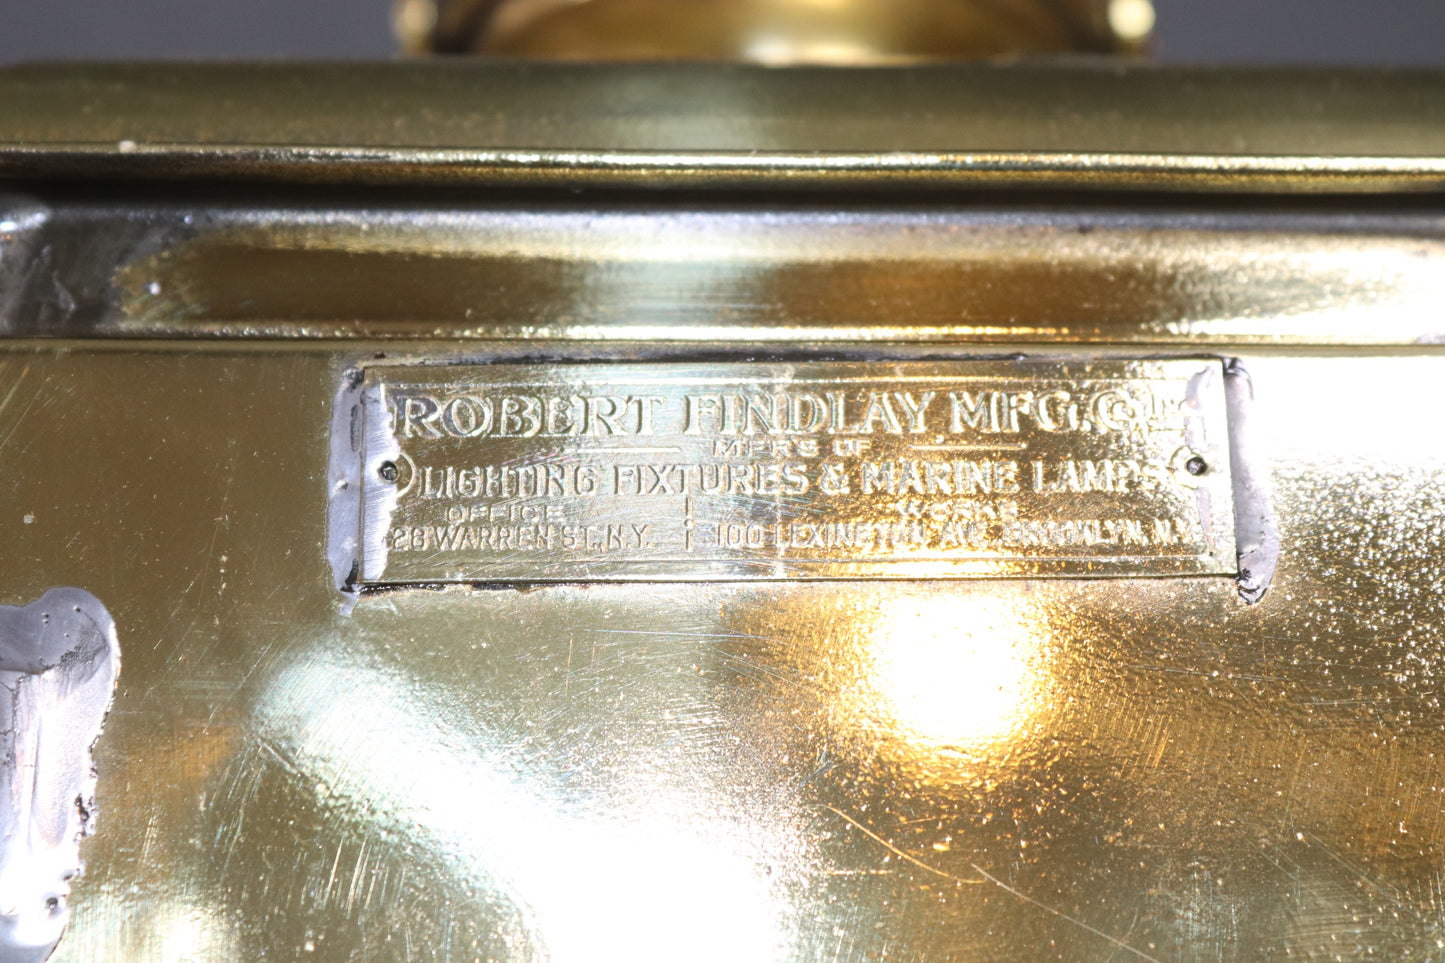 ROBERT FINDLAY MFG. CO. INC
MFRS OF
LIGHTING FIXTURES & MARINE LAMPS
OFFICE WORKS
28 WARREN ST., N.Y. 100 LEXINGTON AVE. BROOKLYN, N.Y.